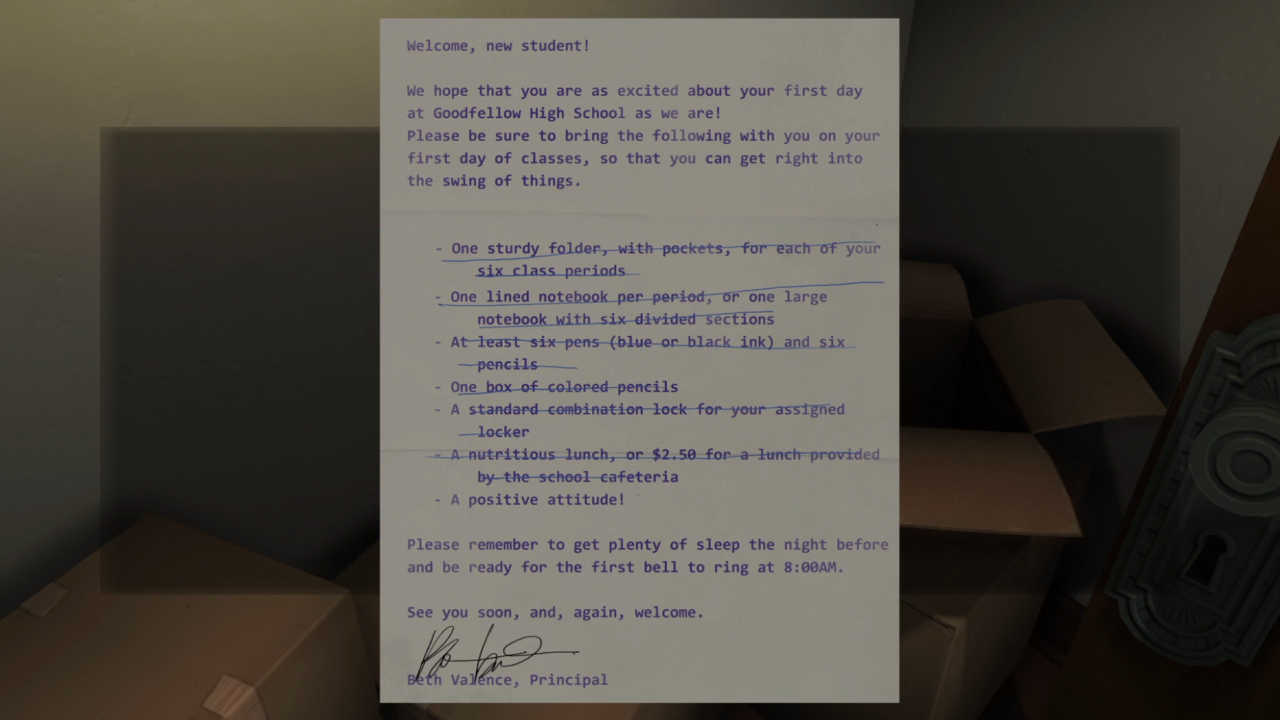 Welcome, new student!
We hope that you are as excited about your first day
at Goodfellow High School as we are!
Please be sure to bring the following with you on your
first day of classes, so that you can get right into
the swing of things.
- One sturdy folder, with pockets, for each of your
six class periods
- One lined notebook per period, or one large
notebook with six divided sections
- At least six pens (blue or black ink) and six
pencils
- One box of colored pencils
- A standard combination lock for your assigned
locker
- A nutritious lunch, or $2.50 for a lunch provided
by the school cafeteria
- A positive attitude!
Please remember to get plenty of sleep the night before
and be ready for the first bell to ring at 8:00AM.
See you soon, and, again, welcome.
Beth Valence, Principal